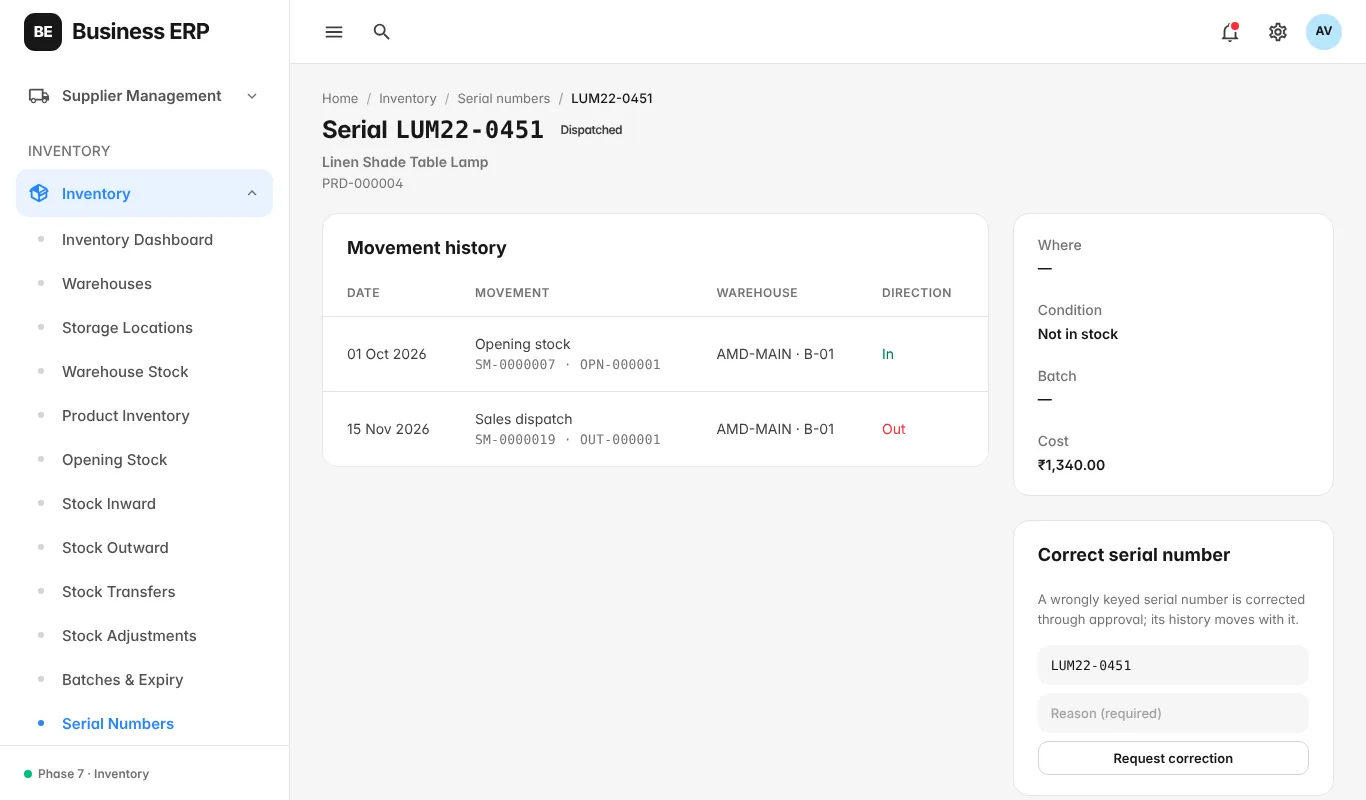 BE Business ERP
Supplier Management
INVENTORY
Inventory
Inventory Dashboard
Warehouses
Storage Locations
Warehouse Stock
Product Inventory
Opening Stock
Stock Inward
Stock Outward
Stock Transfers
Stock Adjustments
Batches & Expiry
Serial Numbers
Phase 7 · Inventory
AV
Home / Inventory / Serial numbers / LUM22-0451
Serial LUM22-0451 Dispatched
Linen Shade Table Lamp
PRD-000004
Movement history
DATE MOVEMENT WAREHOUSE DIRECTION
01 Oct 2026 Opening stock AMD-MAIN · B-01 In
SM-0000007 · OPN-000001
15 Nov 2026 Sales dispatch AMD-MAIN · B-01 Out
SM-0000019 · OUT-000001
Where
—
Condition
Not in stock
Batch
—
Cost
₹1,340.00
Correct serial number
A wrongly keyed serial number is corrected
through approval; its history moves with it.
LUM22-0451
Reason (required)
Request correction